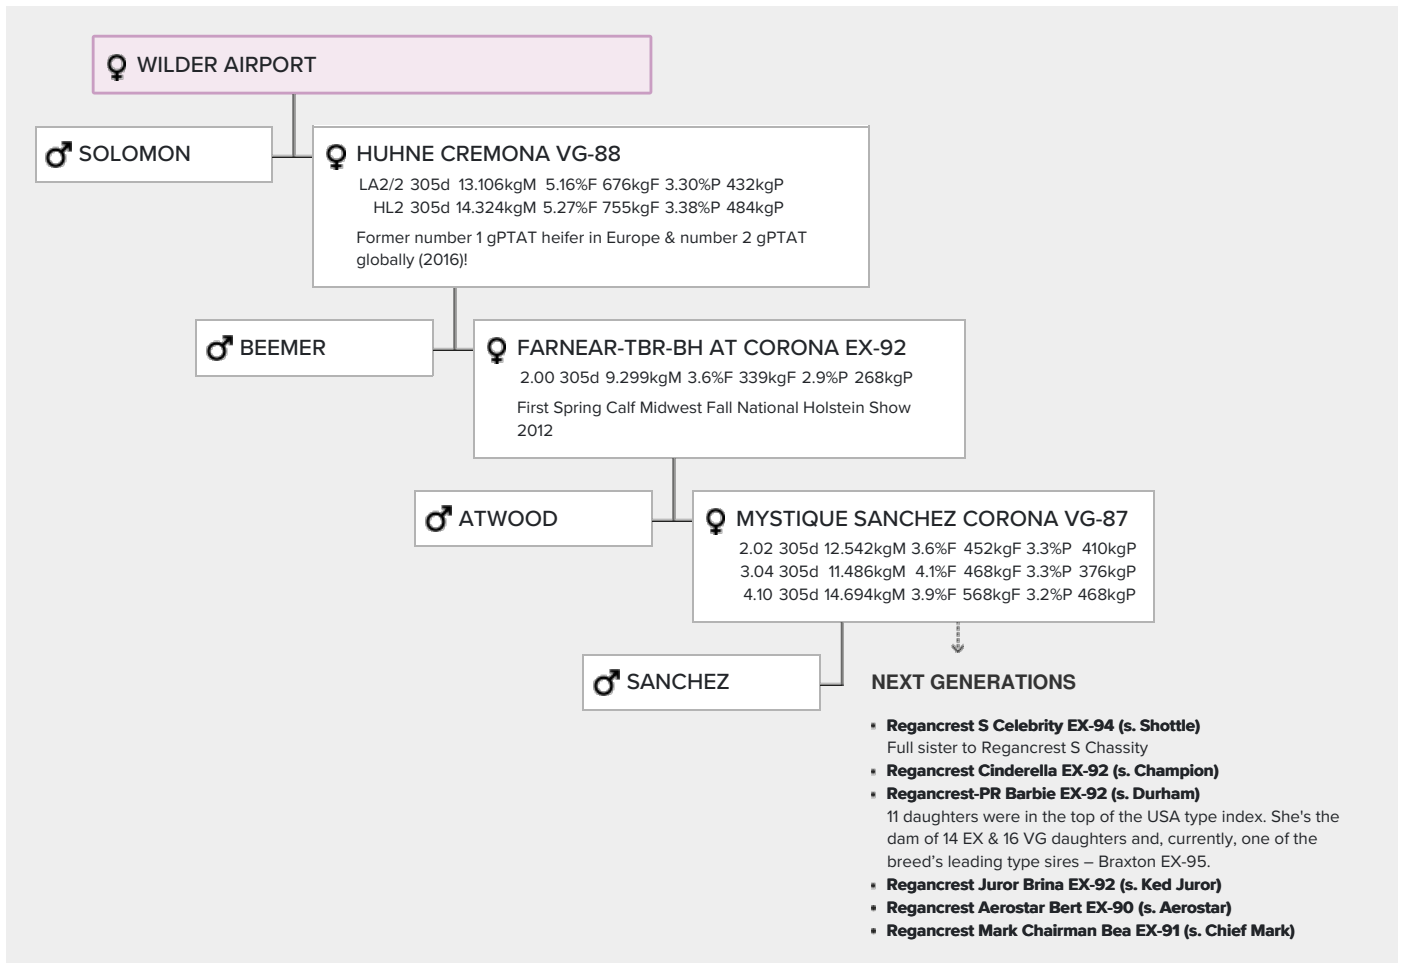 WILDER AIRPORT
SOLOMON
HUHNE CREMONA VG-88
LA2/2 305d 13.106kgM 5.16%F 676kgF 3.30%P 432kgP
HL2 305d 14.324kgM 5.27%F 755kgF 3.38%P 484kgP
Former number 1 gPTAT heifer in Europe & number 2 gPTAT
globally (2016)!
BEEMER
FARNEAR-TBR-BH AT CORONA EX-92
2.00 305d 9.299kgM 3.6%F 339kgF 2.9%P 268kgP
First Spring Calf Midwest Fall National Holstein Show
2012
ATWOOD
MYSTIQUE SANCHEZ CORONA VG-87
2.02 305d 12.542kgM 3.6%F 452kgF 3.3%P 410kgP
3.04 305d 11.486kgM 4.1%F 468kgF 3.3%P 376kgP
4.10 305d 14.694kgM 3.9%F 568kgF 3.2%P 468kgP
SANCHEZ
NEXT GENERATIONS
Regancrest S Celebrity EX-94 (s. Shottle)
Full sister to Regancrest S Chassity
Regancrest Cinderella EX-92 (s. Champion)
Regancrest-PR Barbie EX-92 (s. Durham)
11 daughters were in the top of the USA type index. She's the
dam of 14 EX & 16 VG daughters and, currently, one of the
breed’s leading type sires – Braxton EX-95.
Regancrest Juror Brina EX-92 (s. Ked Juror)
Regancrest Aerostar Bert EX-90 (s. Aerostar)
Regancrest Mark Chairman Bea EX-91 (s. Chief Mark)